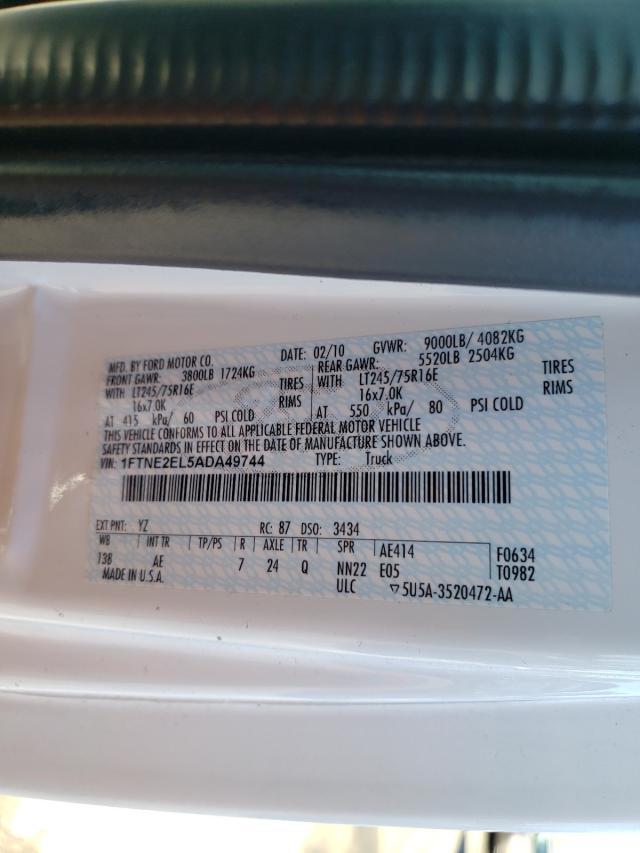 MFD. BY FORD MOTOR CO. DATE: 02/10 GVWR: 9000LB/ 4082KG
FRONT GAWR: 3800LB 1724KG REAR GAWR: 5520LB 2504KG
WITH LT245/75R16E TIRES WITH LT245/75R16E TIRES
16x7.0K RIMS 16x7.0K RIMS
AT 415 kPa/ 60 PSI COLD AT 550 kPa/ 80 PSI COLD
THIS VEHICLE CONFORMS TO ALL APPLICABLE FEDERAL MOTOR VEHICLE
SAFETY STANDARDS IN EFFECT ON THE DATE OF MANUFACTURE SHOWN ABOVE.
VIN: 1FTNE2EL5ADA49744 TYPE: Truck
EXT PNT: YZ RC: 87 DSO: 3434
WB INT TR TP/PS R AXLE TR SPR AE414 F0634
138 AE 7 24 Q NN22 E05 T0982
MADE IN U.S.A. ULC ▽5U5A-3520472-AA